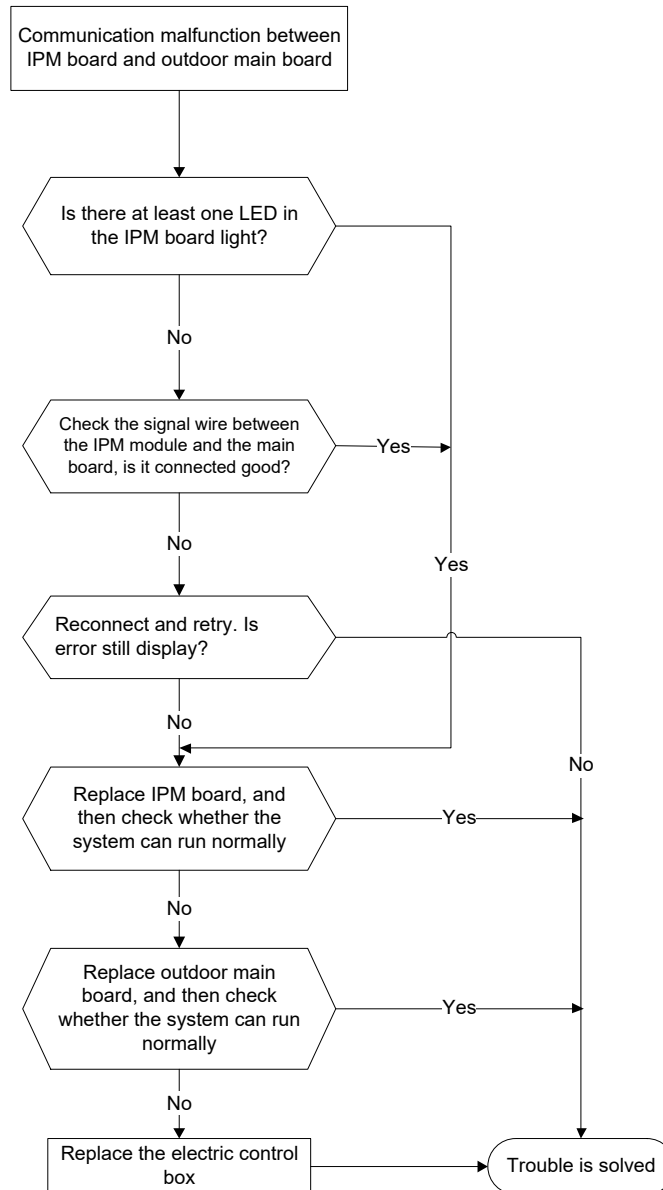 Communication malfunction between
IPM board and outdoor main board
Is there at least one LED in
the IPM board light?
No
Check the signal wire between
the IPM module and the main
board, is it connected good?
Yes
No
Yes
Reconnect and retry. Is
error still display?
No
No
Replace IPM board, and
then check whether the
system can run normally
Yes
No
Replace outdoor main
board, and then check
whether the system can run
normally
Yes
No
Replace the electric control
box
Trouble is solved